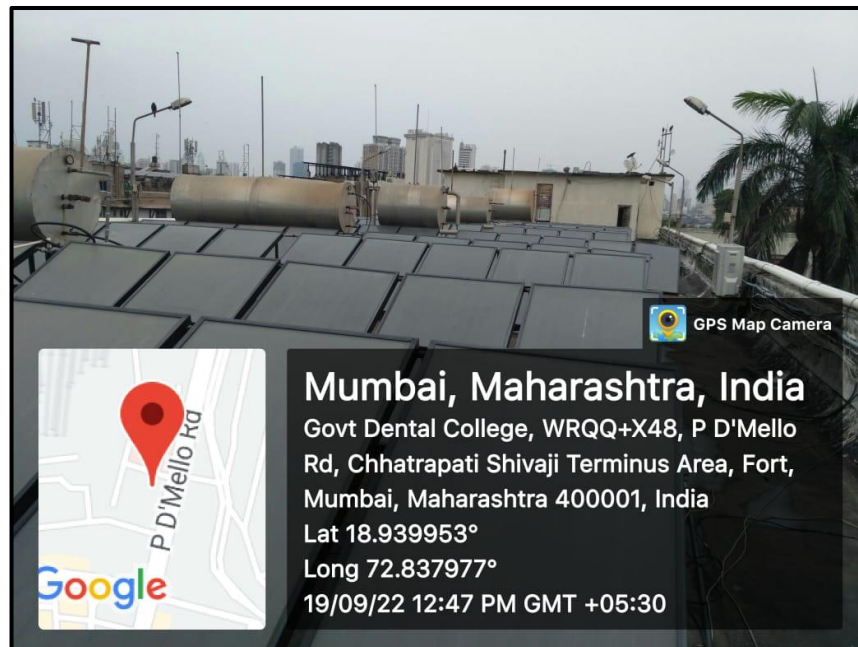 GPS Map Camera
P D'Mello Rd
Google
Mumbai, Maharashtra, India
Govt Dental College, WRQQ+X48, P D'Mello
Rd, Chhatrapati Shivaji Terminus Area, Fort,
Mumbai, Maharashtra 400001, India
Lat 18.939953°
Long 72.837977°
19/09/22 12:47 PM GMT +05:30